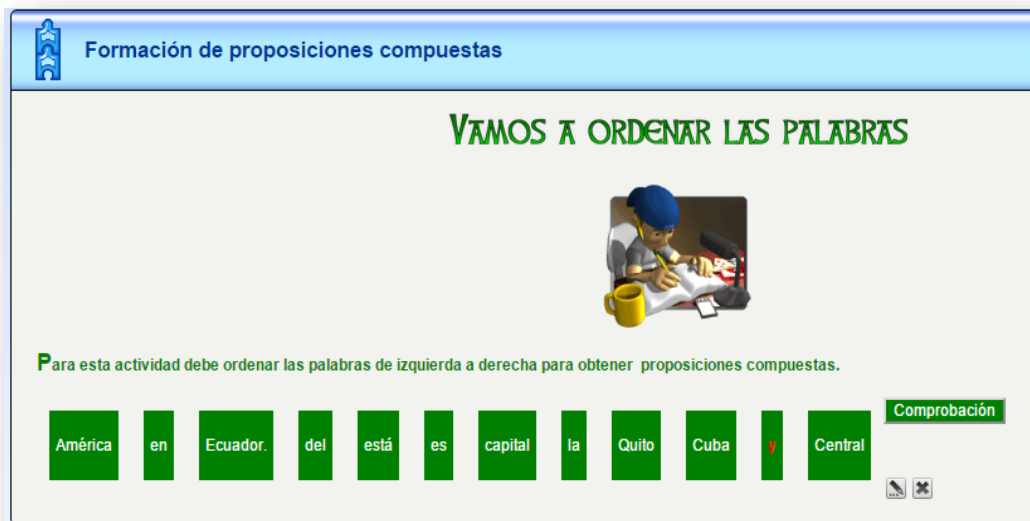 Formación de proposiciones compuestas
VAMOS A ORDENAR LAS PALABRAS
Para esta actividad debe ordenar las palabras de izquierda a derecha para obtener proposiciones compuestas.
América en Ecuador. del está es capital la Quito Cuba y Central
Comprobación